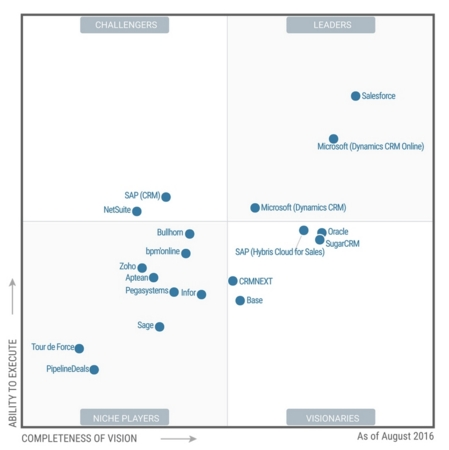 CHALLENGERS
LEADERS
Salesforce
Microsoft (Dynamics CRM Online)
SAP (CRM)
NetSuite
Microsoft (Dynamics CRM)
Bullhorn
Oracle
SugarCRM
bpm'online
SAP (Hybris Cloud for Sales)
Zoho
Aptean
CRMNEXT
Pegasystems
Infor
Base
Sage
Tour de Force
PipelineDeals
ABILITY TO EXECUTE
NICHE PLAYERS
VISIONARIES
COMPLETENESS OF VISION
As of August 2016